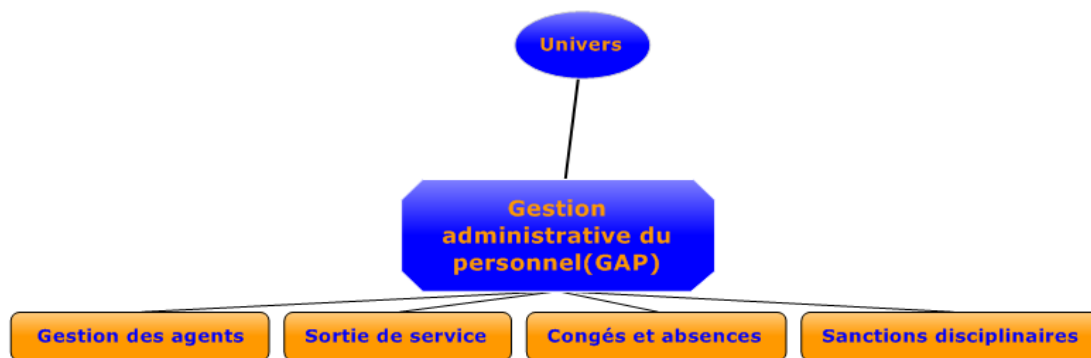 Univers
Gestion
administrative du
personnel(GAP)
Gestion des agents
Sortie de service
Congés et absences
Sanctions disciplinaires